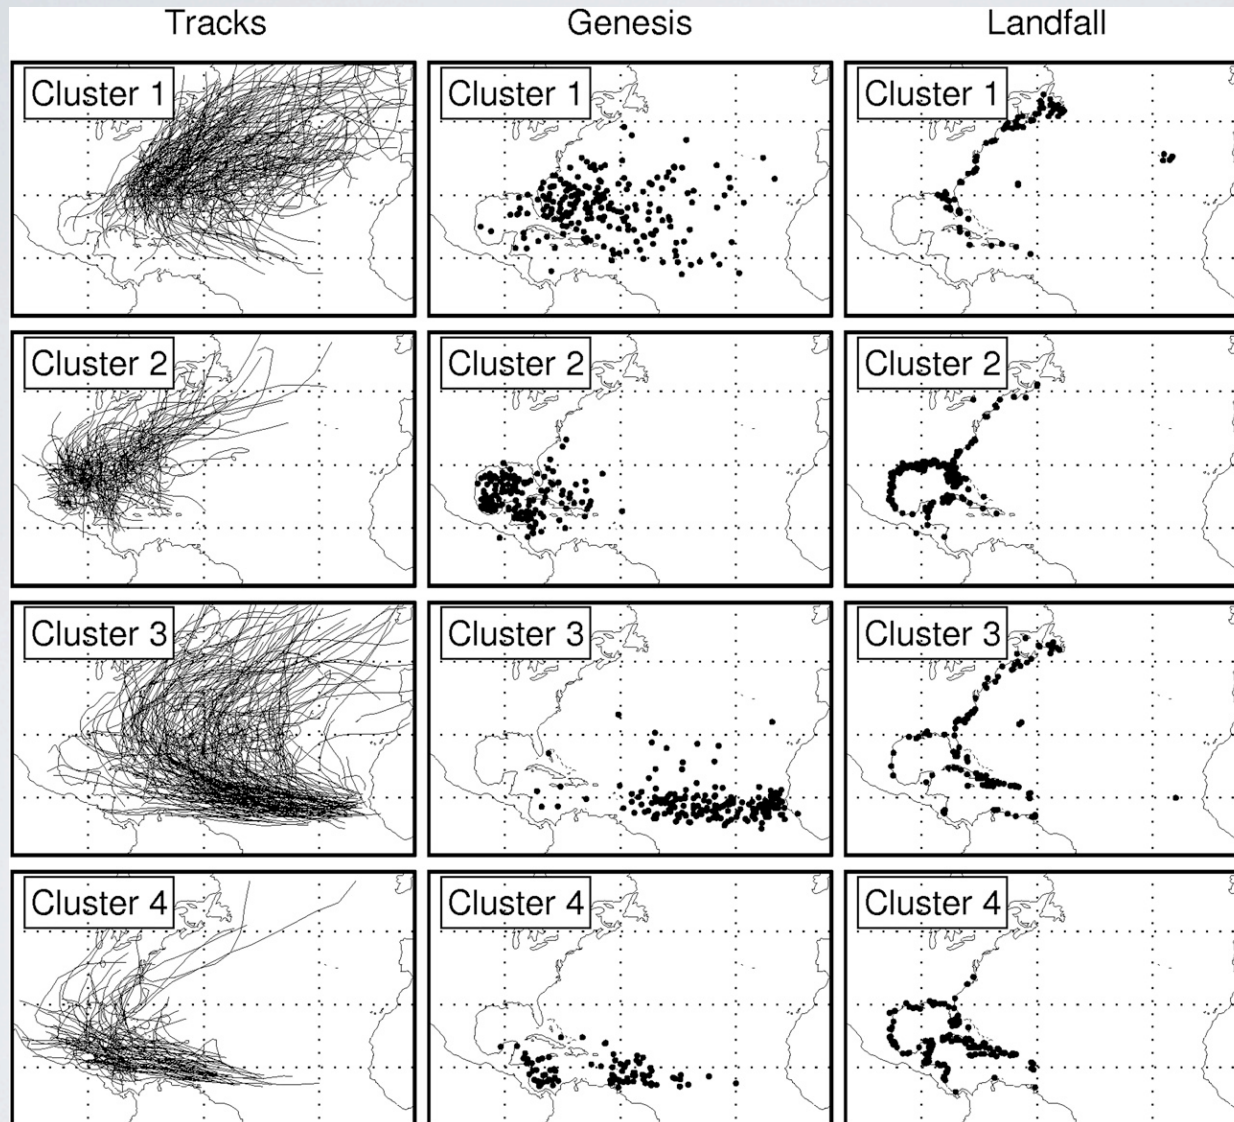 Tracks Genesis Landfall
Cluster 1 Cluster 1 Cluster 1
Cluster 2 Cluster 2 Cluster 2
Cluster 3 Cluster 3 Cluster 3
Cluster 4 Cluster 4 Cluster 4